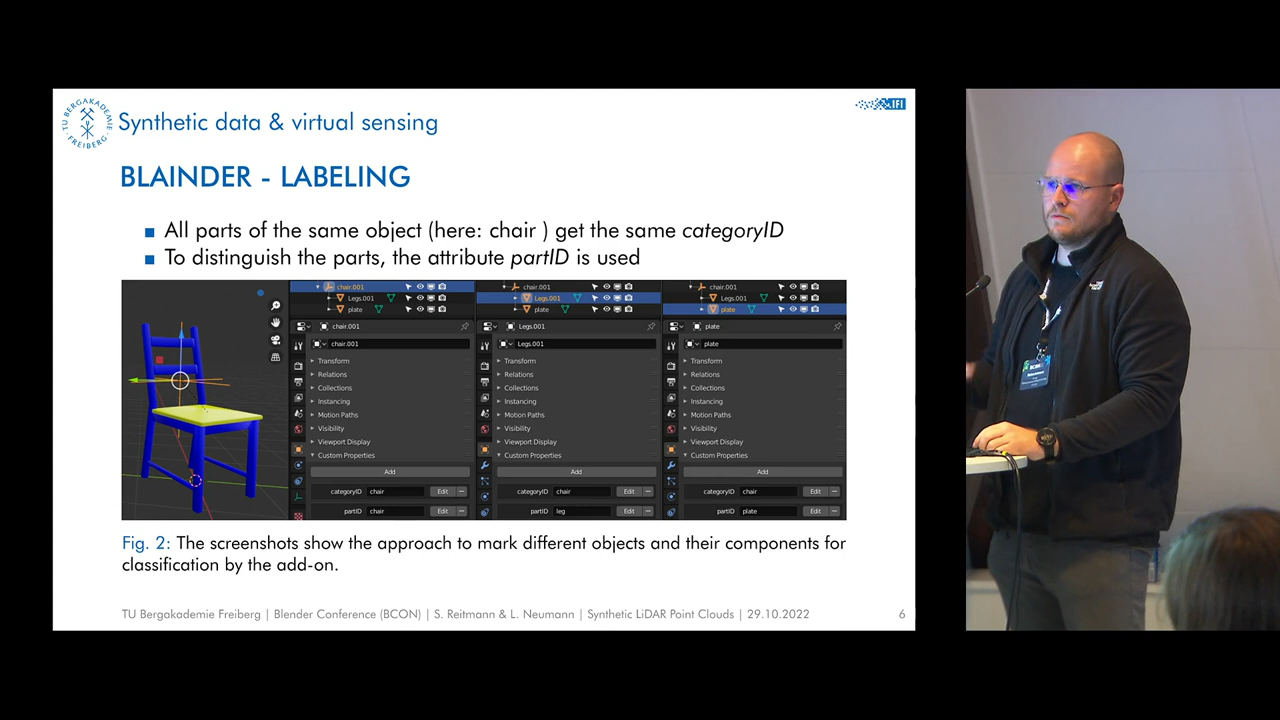 TU BERGAKADEMIE FREIBERG
Synthetic data & virtual sensing
IFI
BLAINDER - LABELING
All parts of the same object (here: chair ) get the same categoryID
To distinguish the parts, the attribute partID is used
chair.001
Legs.001
plate
chair.001
chair.001
Transform
Relations
Collections
Instancing
Motion Paths
Visibility
Viewport Display
Custom Properties
Add
categoryID chair Edit
partID chair Edit
chair.001
Legs.001
plate
Legs.001
Legs.001
Transform
Relations
Collections
Instancing
Motion Paths
Visibility
Viewport Display
Custom Properties
Add
categoryID chair Edit
partID leg Edit
chair.001
Legs.001
plate
plate
plate
Transform
Relations
Collections
Instancing
Motion Paths
Visibility
Viewport Display
Custom Properties
Add
categoryID chair Edit
partID plate Edit
Fig. 2: The screenshots show the approach to mark different objects and their components for
classification by the add-on.
TU Bergakademie Freiberg | Blender Conference (BCON) | S. Reitmann & L. Neumann | Synthetic LiDAR Point Clouds | 29.10.2022
6